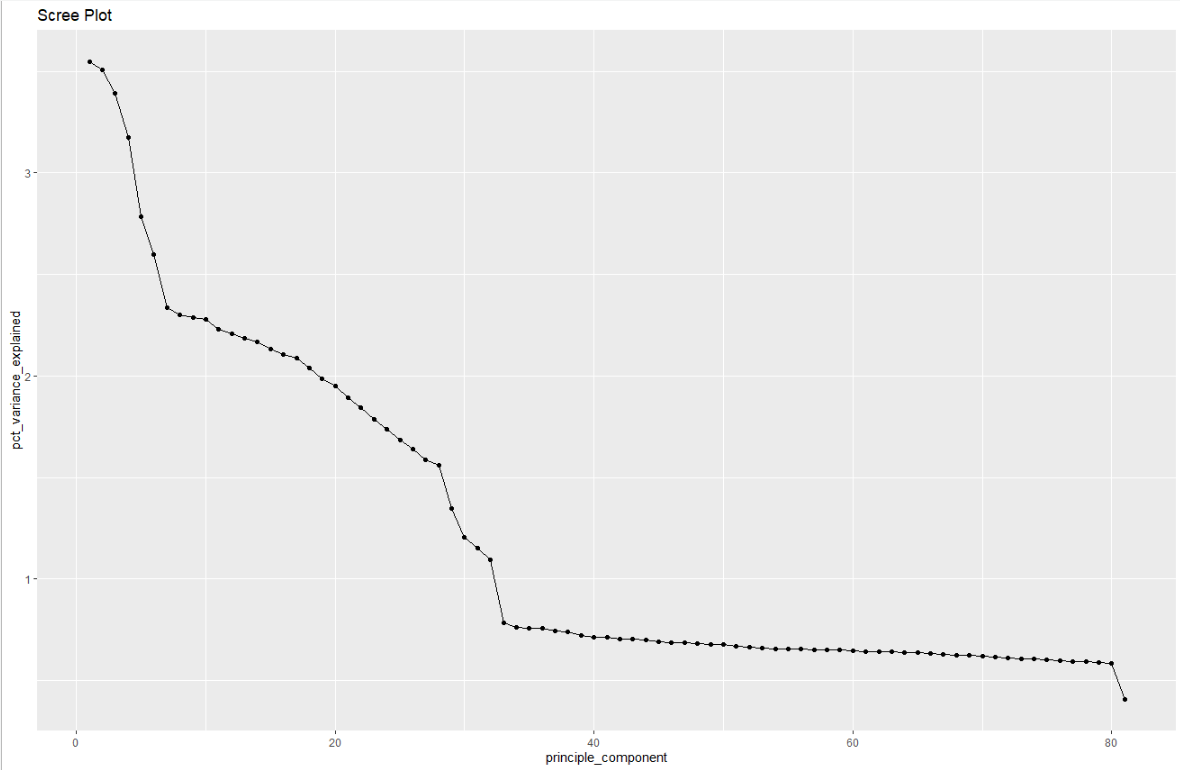 Scree Plot
pct_variance_explained
3
2
1
0 20 40 60 80
principle_component